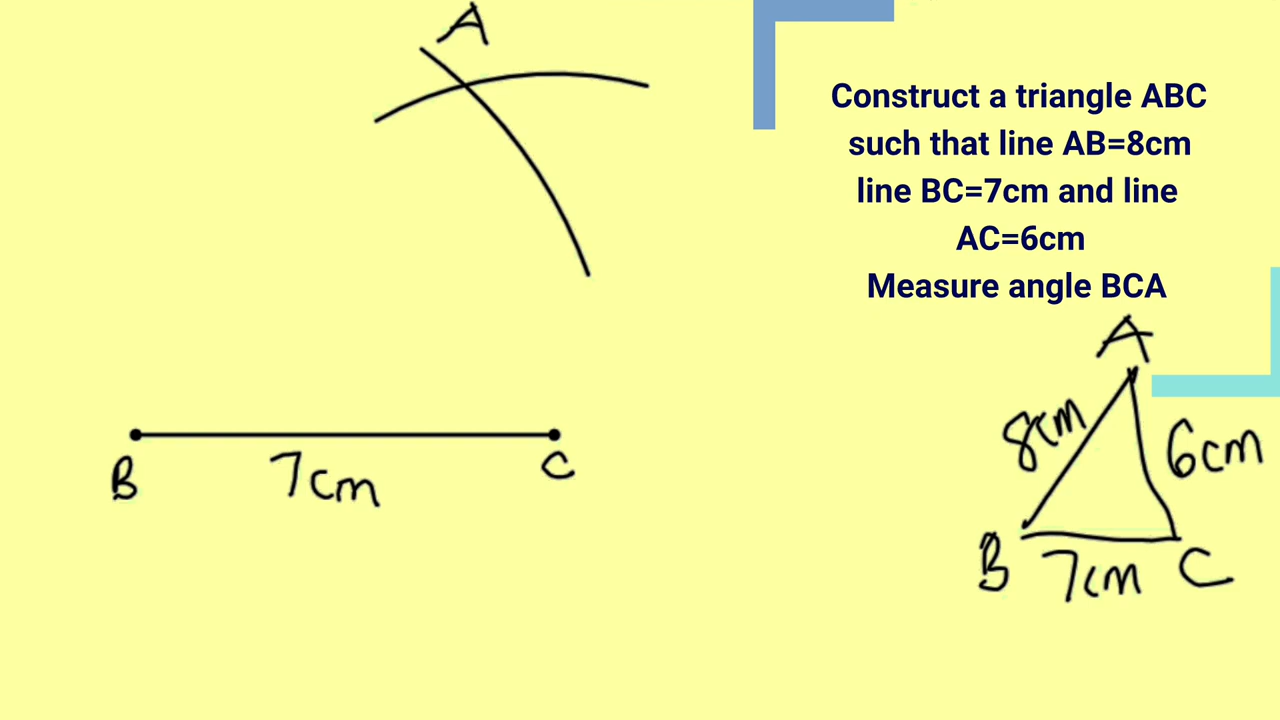 A
Construct a triangle ABC
such that line AB=8cm
line BC=7cm and line
AC=6cm
Measure angle BCA
A
8cm
6cm
B
7cm
C
B
7cm
C